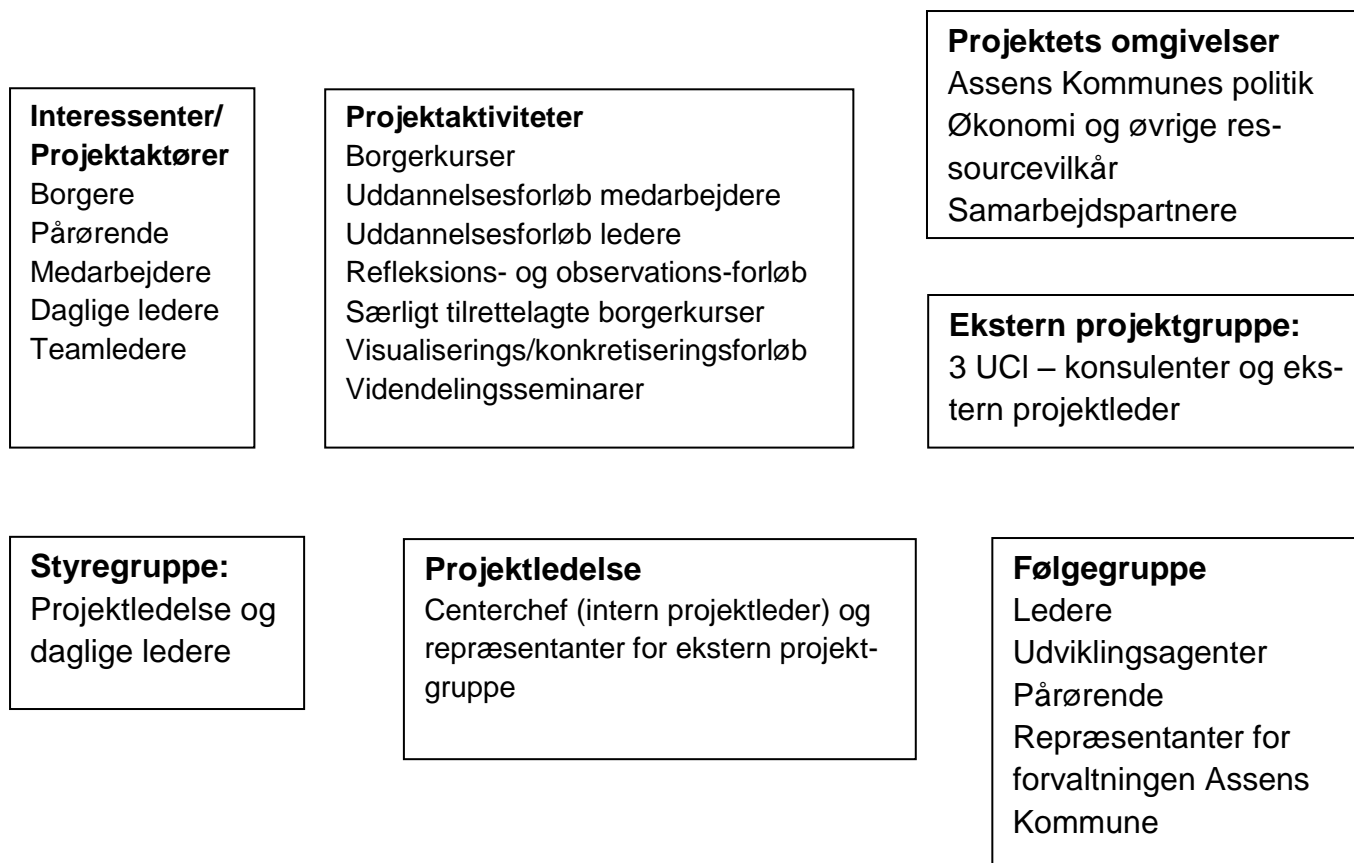 Interessenter/
Projektaktører
Borgere
Pårørende
Medarbejdere
Daglige ledere
Teamledere
Projektaktiviteter
Borgerkurser
Uddannelsesforløb medarbejdere
Uddannelsesforløb ledere
Refleksions- og observations-forløb
Særligt tilrettelagte borgerkurser
Visualiserings/konkretiseringsforløb
Videndelingsseminarer
Projektets omgivelser
Assens Kommunes politik
Økonomi og øvrige res-
sourcevilkår
Samarbejdspartnere
Ekstern projektgruppe:
3 UCI – konsulenter og eks-
tern projektleder
Styregruppe:
Projektledelse og
daglige ledere
Projektledelse
Centerchef (intern projektleder) og
repræsentanter for ekstern projekt-
gruppe
Følgegruppe
Ledere
Udviklingsagenter
Pårørende
Repræsentanter for
forvaltningen Assens
Kommune